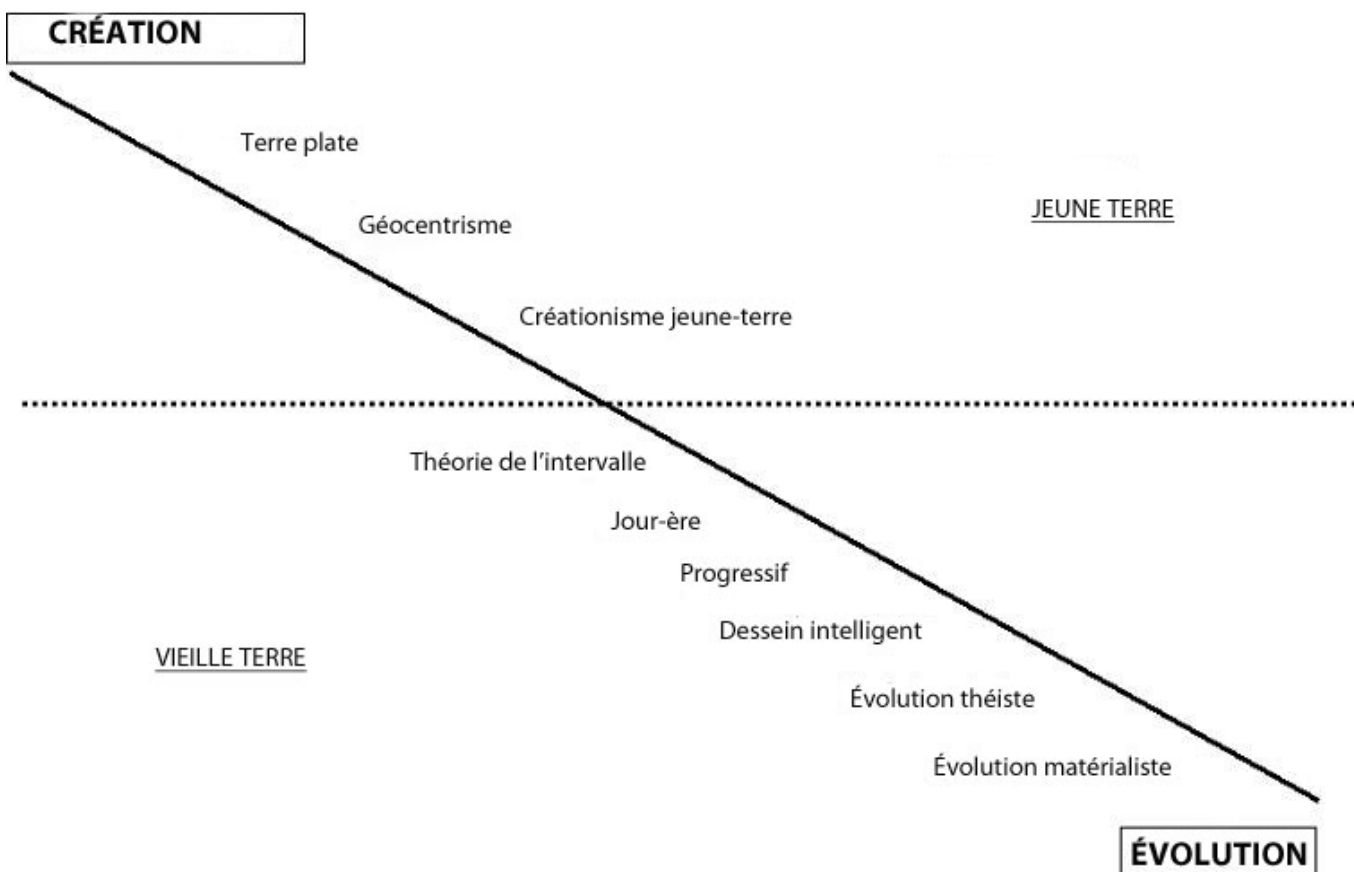 CRÉATION
Terre plate
JEUNE TERRE
Géocentrisme
Créationisme jeune-terre
Théorie de l'intervalle
Jour-ère
Progressif
Dessein intelligent
VIEILLE TERRE
Évolution théiste
Évolution matérialiste
ÉVOLUTION